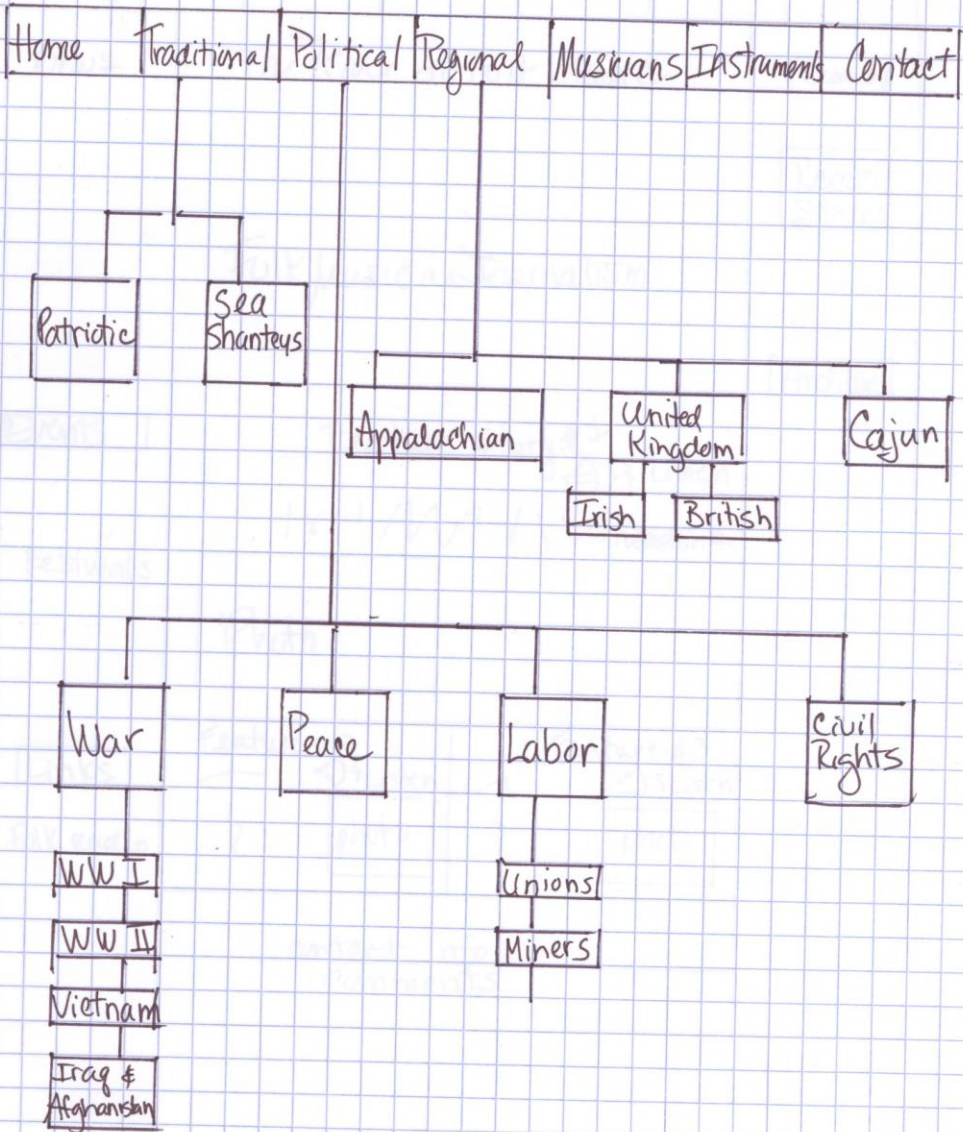 Home Traditional Political Regional Musicians Instruments Contact
Patriotic
Sea
Shanteys
Appalachian
United
Kingdom
Cajun
Irish
British
War
Peace
Labor
Civil
Rights
WW I
WW II
Vietnam
Iraq &
Afghanistan
Unions
Miners